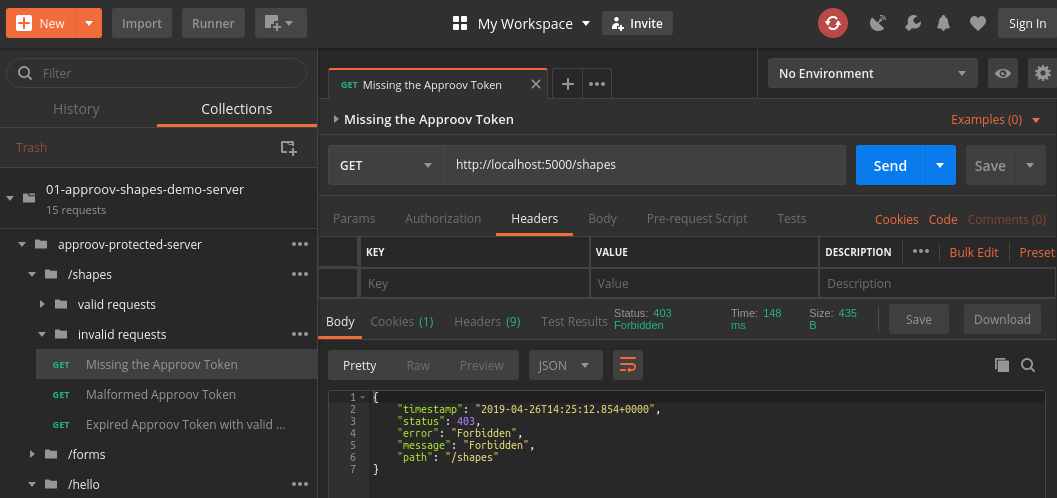 New
Import
Runner
My Workspace
Invite
Sign In
Filter
History
Collections
Trash
01-approov-shapes-demo-server
15 requests
approov-protected-server
/shapes
valid requests
invalid requests
GET Missing the Approov Token
GET Malformed Approov Token
GET Expired Approov Token with valid ...
/forms
/hello
GET Missing the Approov Token
No Environment
Missing the Approov Token
Examples (0)
GET
http://localhost:5000/shapes
Send
Save
Params
Authorization
Headers
Body
Pre-request Script
Tests
Cookies
Code
Comments (0)
KEY
VALUE
DESCRIPTION
Bulk Edit
Preset
Key
Value
Description
Body
Cookies (1)
Headers (9)
Test Results
Status: 403
Forbidden
Time: 148
ms
Size: 435
B
Save
Download
Pretty
Raw
Preview
JSON
1 {
2 "timestamp": "2019-04-26T14:25:12.854+0000",
3 "status": 403,
4 "error": "Forbidden",
5 "message": "Forbidden",
6 "path": "/shapes"
7 }